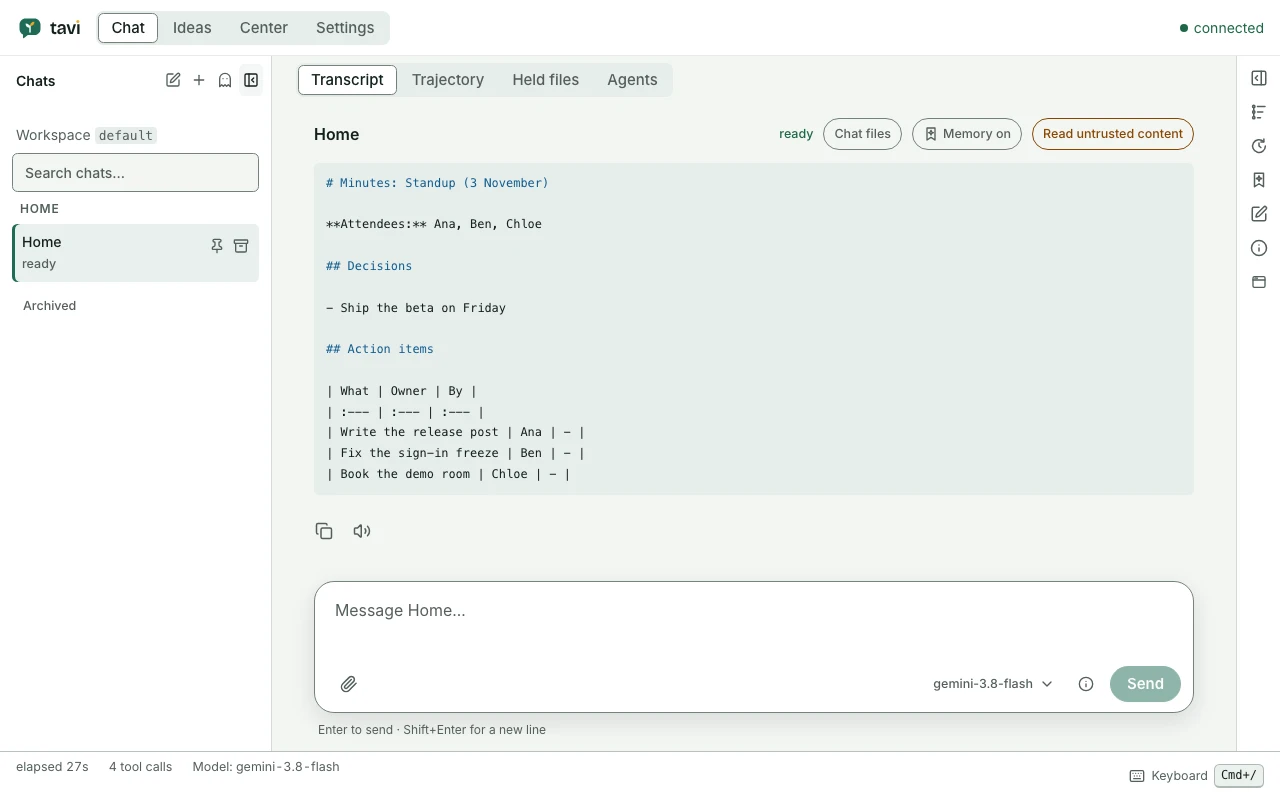 tavi
Chat Ideas Center Settings
connected
Chats
Workspace default
Search chats...
HOME
Home
ready
Archived
Transcript Trajectory Held files Agents
Home
ready Chat files Memory on Read untrusted content
# Minutes: Standup (3 November)
**Attendees:** Ana, Ben, Chloe
## Decisions
- Ship the beta on Friday
## Action items
| What | Owner | By |
| :--- | :--- | :--- |
| Write the release post | Ana | - |
| Fix the sign-in freeze | Ben | - |
| Book the demo room | Chloe | - |
Message Home...
gemini-3.8-flash
Send
Enter to send · Shift+Enter for a new line
elapsed 27s 4 tool calls Model: gemini-3.8-flash
Keyboard Cmd+/